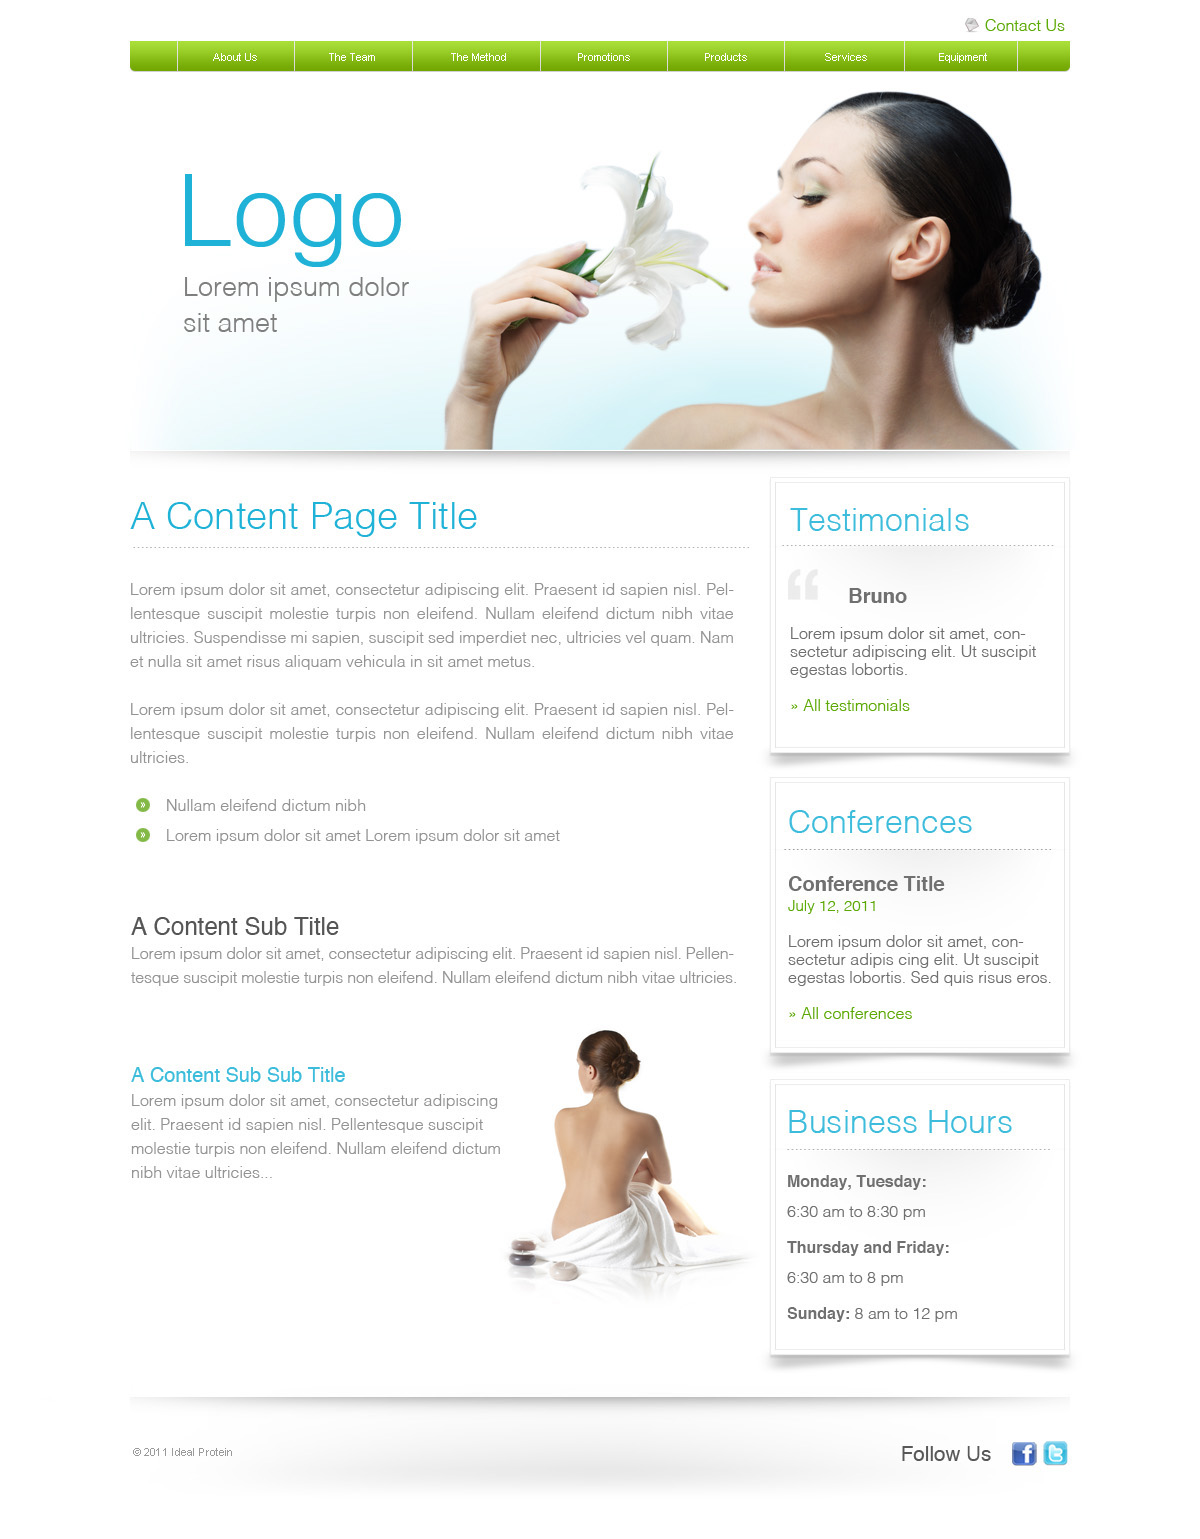 Contact Us
About Us
The Team
The Method
Promotions
Products
Services
Equipment
Logo
Lorem ipsum dolor
sit amet
A Content Page Title
Lorem ipsum dolor sit amet, consectetur adipiscing elit. Praesent id sapien nisl. Pel-
lentesque suscipit molestie turpis non eleifend. Nullam eleifend dictum nibh vitae
ultricies. Suspendisse mi sapien, suscipit sed imperdiet nec, ultricies vel quam. Nam
et nulla sit amet risus aliquam vehicula in sit amet metus.
Lorem ipsum dolor sit amet, consectetur adipiscing elit. Praesent id sapien nisl. Pel-
lentesque suscipit molestie turpis non eleifend. Nullam eleifend dictum nibh vitae
ultricies.
» Nullam eleifend dictum nibh
» Lorem ipsum dolor sit amet Lorem ipsum dolor sit amet
A Content Sub Title
Lorem ipsum dolor sit amet, consectetur adipiscing elit. Praesent id sapien nisl. Pellen-
tesque suscipit molestie turpis non eleifend. Nullam eleifend dictum nibh vitae ultricies.
A Content Sub Sub Title
Lorem ipsum dolor sit amet, consectetur adipiscing
elit. Praesent id sapien nisl. Pellentesque suscipit
molestie turpis non eleifend. Nullam eleifend dictum
nibh vitae ultricies...
Testimonials
“ Bruno
Lorem ipsum dolor sit amet, con-
sectetur adipiscing elit. Ut suscipit
egestas lobortis.
» All testimonials
Conferences
Conference Title
July 12, 2011
Lorem ipsum dolor sit amet, con-
sectetur adipis cing elit. Ut suscipit
egestas lobortis. Sed quis risus eros.
» All conferences
Business Hours
Monday, Tuesday:
6:30 am to 8:30 pm
Thursday and Friday:
6:30 am to 8 pm
Sunday: 8 am to 12 pm
© 2011 Ideal Protein
Follow Us f t